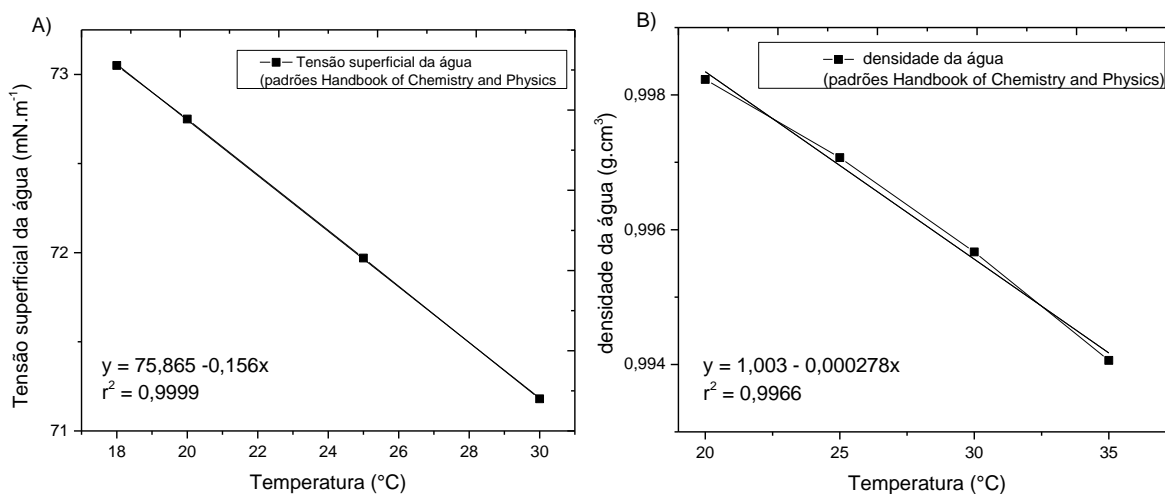 A)
Tensão superficial da água (mN.m⁻¹)
73
72
71
Tensão superficial da água
(padrões Handbook of Chemistry and Physics
y = 75,865 -0,156x
r² = 0,9999
18 20 22 24 26 28 30
Temperatura (°C)
B)
densidade da água (g.cm³)
0,998
0,996
0,994
densidade da água
(padrões Handbook of Chemistry and Physics)
y = 1,003 - 0,000278x
r² = 0,9966
20 25 30 35
Temperatura (°C)